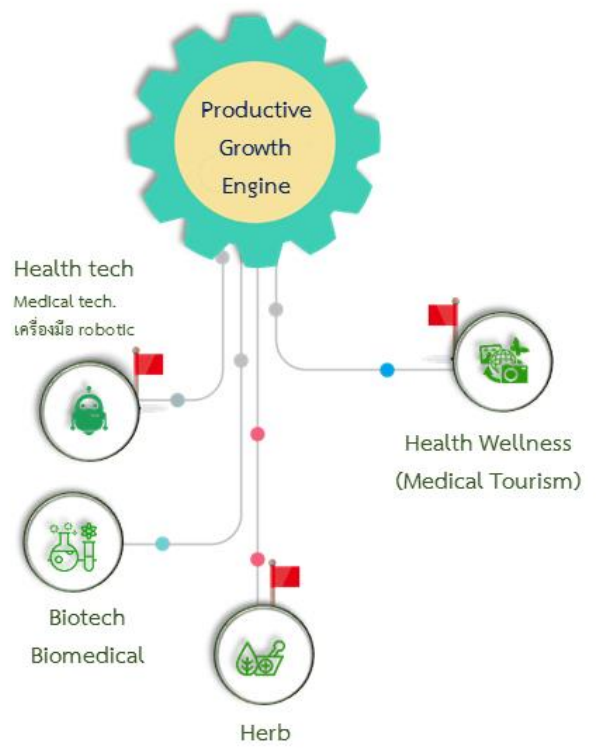 Productive
Growth
Engine
Health tech
Medical tech.
เครื่องมือ robotic
Health Wellness
(Medical Tourism)
Biotech
Biomedical
Herb